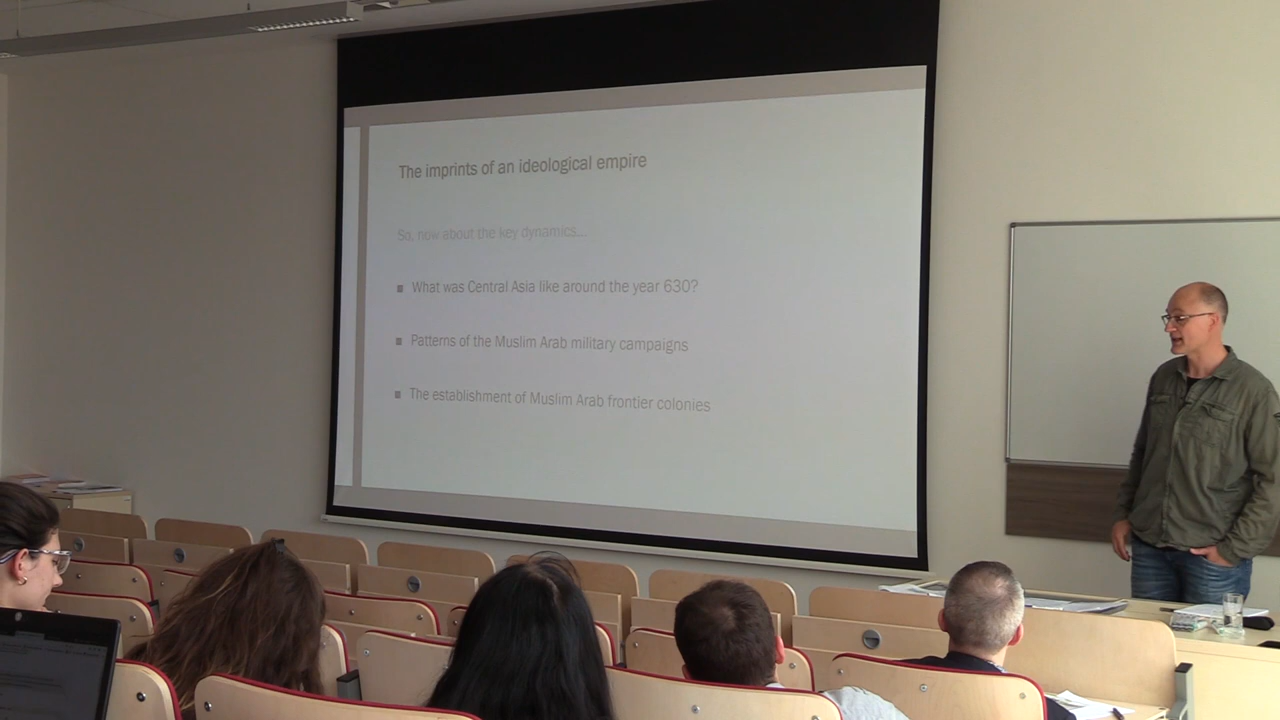 The imprints of an ideological empire
So, now about the key dynamics...
What was Central Asia like around the year 630?
Patterns of the Muslim Arab military campaigns
The establishment of Muslim Arab frontier colonies